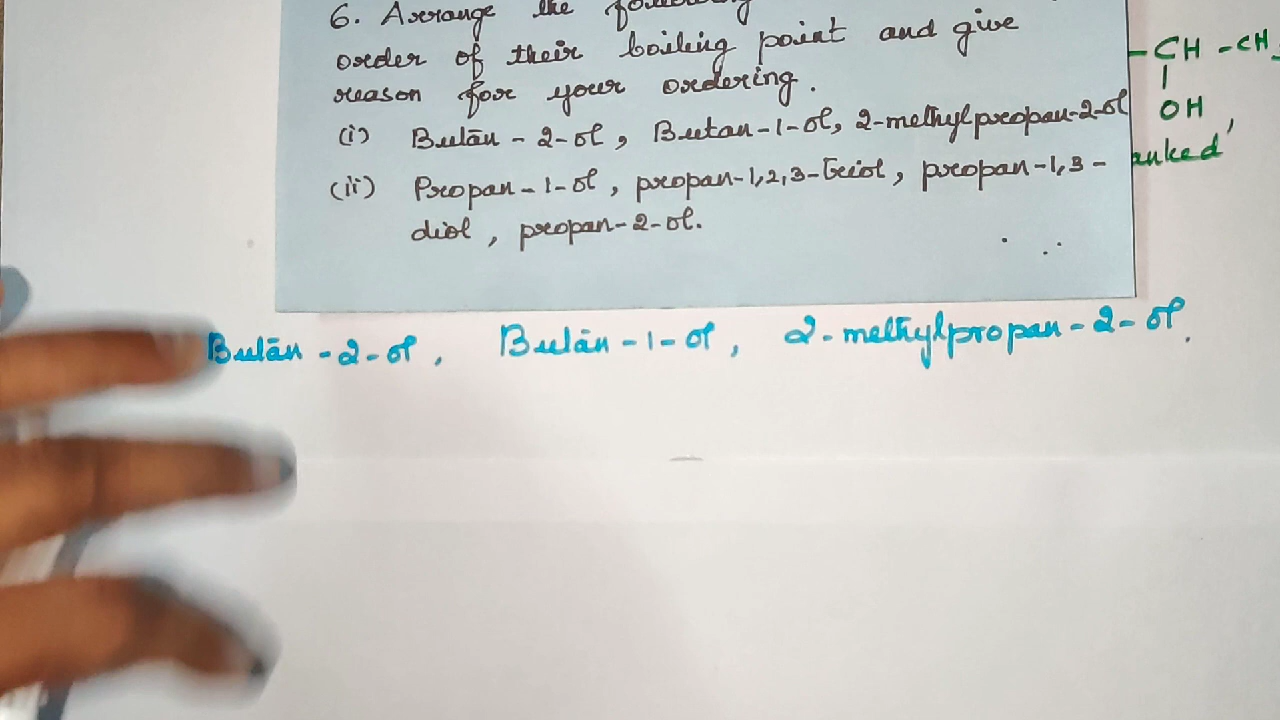 6. Arrange the following
order of their boiling point and give
reason for your ordering.
(i) Butan-2-ol, Butan-1-ol, 2-methylpropan-2-ol
(ii) Propan-1-ol, propan-1,2,3-triol, propan-1,3-
diol, propan-2-ol.
-CH-CH3
|
OH,
anked
Butan-2-ol, Butan-1-ol, 2-methylpropan-2-ol.